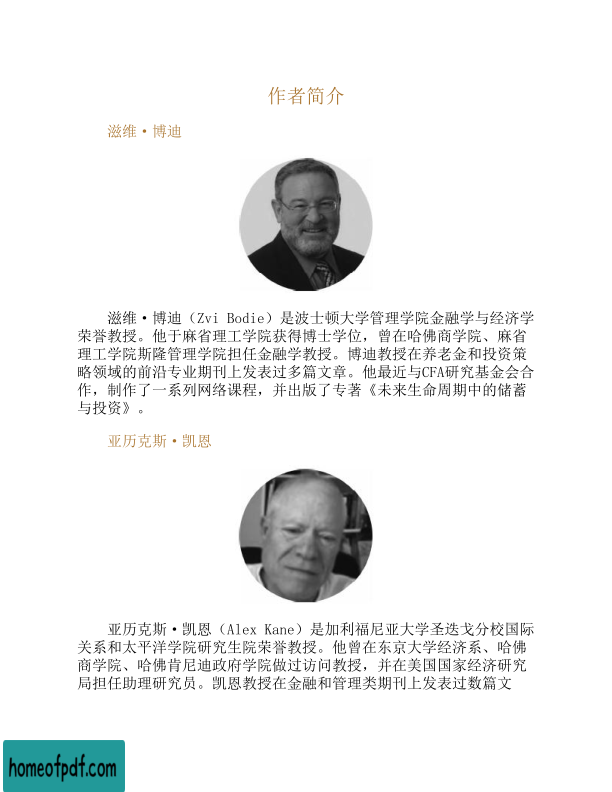 作者简介
滋维·博迪
滋维·博迪（Zvi Bodie）是波士顿大学管理学院金融学与经济学
荣誉教授。他于麻省理工学院获得博士学位，曾在哈佛商学院、麻省
理工学院斯隆管理学院担任金融学教授。博迪教授在养老金和投资策
略领域的前沿专业期刊上发表过多篇文章。他最近与CFA研究基金会合
作，制作了一系列网络课程，并出版了专著《未来生命周期中的储蓄
与投资》。
亚历克斯·凯恩
亚历克斯·凯恩（Alex Kane）是加利福尼亚大学圣迭戈分校国际
关系和太平洋学院研究生院荣誉教授。他曾在东京大学经济系、哈佛
商学院、哈佛肯尼迪政府学院做过访问教授，并在美国国家经济研究
局担任助理研究员。凯恩教授在金融和管理类期刊上发表过数篇文
homeofpdf.com